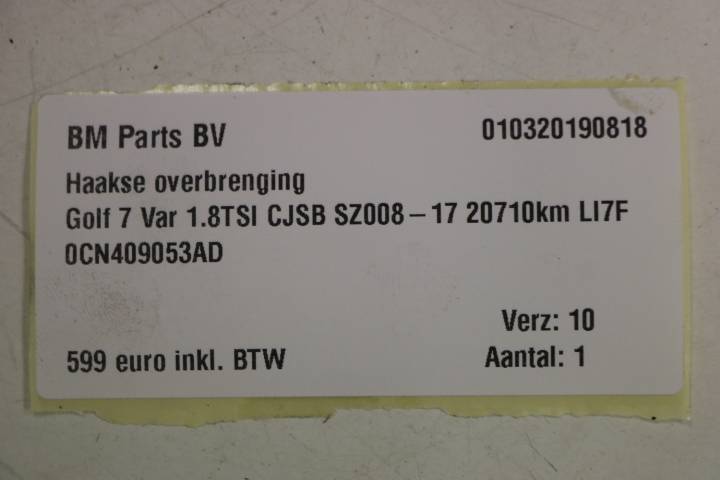 BM Parts BV 010320190818
Haakse overbrenging
Golf 7 Var 1.8TSI CJSB SZ008-17 20710km LI7F
0CN409053AD
Verz: 10
599 euro inkl. BTW Aantal: 1